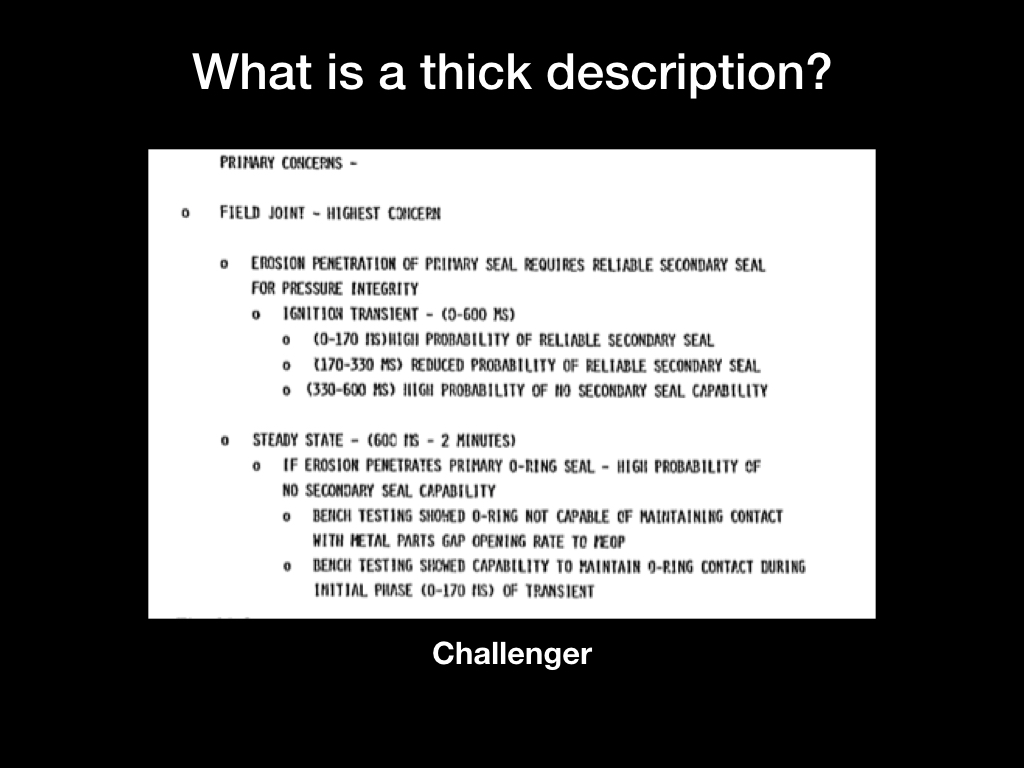 What is a thick description?
PRIMARY CONCERNS -
o FIELD JOINT - HIGHEST CONCERN
o EROSION PENETRATION OF PRIMARY SEAL REQUIRES RELIABLE SECONDARY SEAL
FOR PRESSURE INTEGRITY
o IGNITION TRANSIENT - (0-600 MS)
o (0-170 MS)HIGH PROBABILITY OF RELIABLE SECONDARY SEAL
o (170-330 MS) REDUCED PROBABILITY OF RELIABLE SECONDARY SEAL
o (330-600 MS) HIGH PROBABILITY OF NO SECONDARY SEAL CAPABILITY
o STEADY STATE - (600 MS - 2 MINUTES)
o IF EROSION PENETRATES PRIMARY O-RING SEAL - HIGH PROBABILITY OF
NO SECONDARY SEAL CAPABILITY
o BENCH TESTING SHOWED O-RING NOT CAPABLE OF MAINTAINING CONTACT
WITH METAL PARTS GAP OPENING RATE TO MEOP
o BENCH TESTING SHOWED CAPABILITY TO MAINTAIN O-RING CONTACT DURING
INITIAL PHASE (0-170 MS) OF TRANSIENT
Challenger